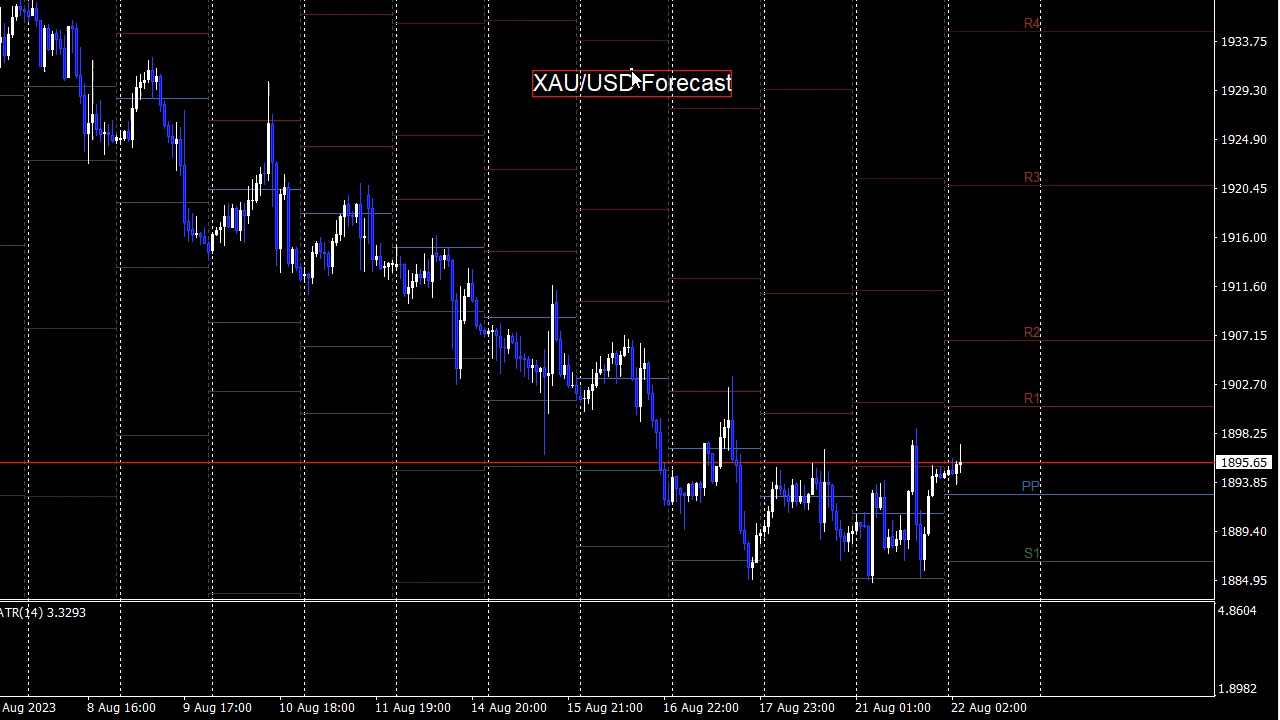 R4
1933.75
XAU/USD Forecast
1929.30
1924.90
R3
1920.45
1916.00
1911.60
R2
1907.15
1902.70
R1
1898.25
1895.65
1893.85
PP
1889.40
S1
1884.95
ATR(14) 3.3293
4.8604
1.8982
Aug 2023
8 Aug 16:00
9 Aug 17:00
10 Aug 18:00
11 Aug 19:00
14 Aug 20:00
15 Aug 21:00
16 Aug 22:00
17 Aug 23:00
21 Aug 01:00
22 Aug 02:00